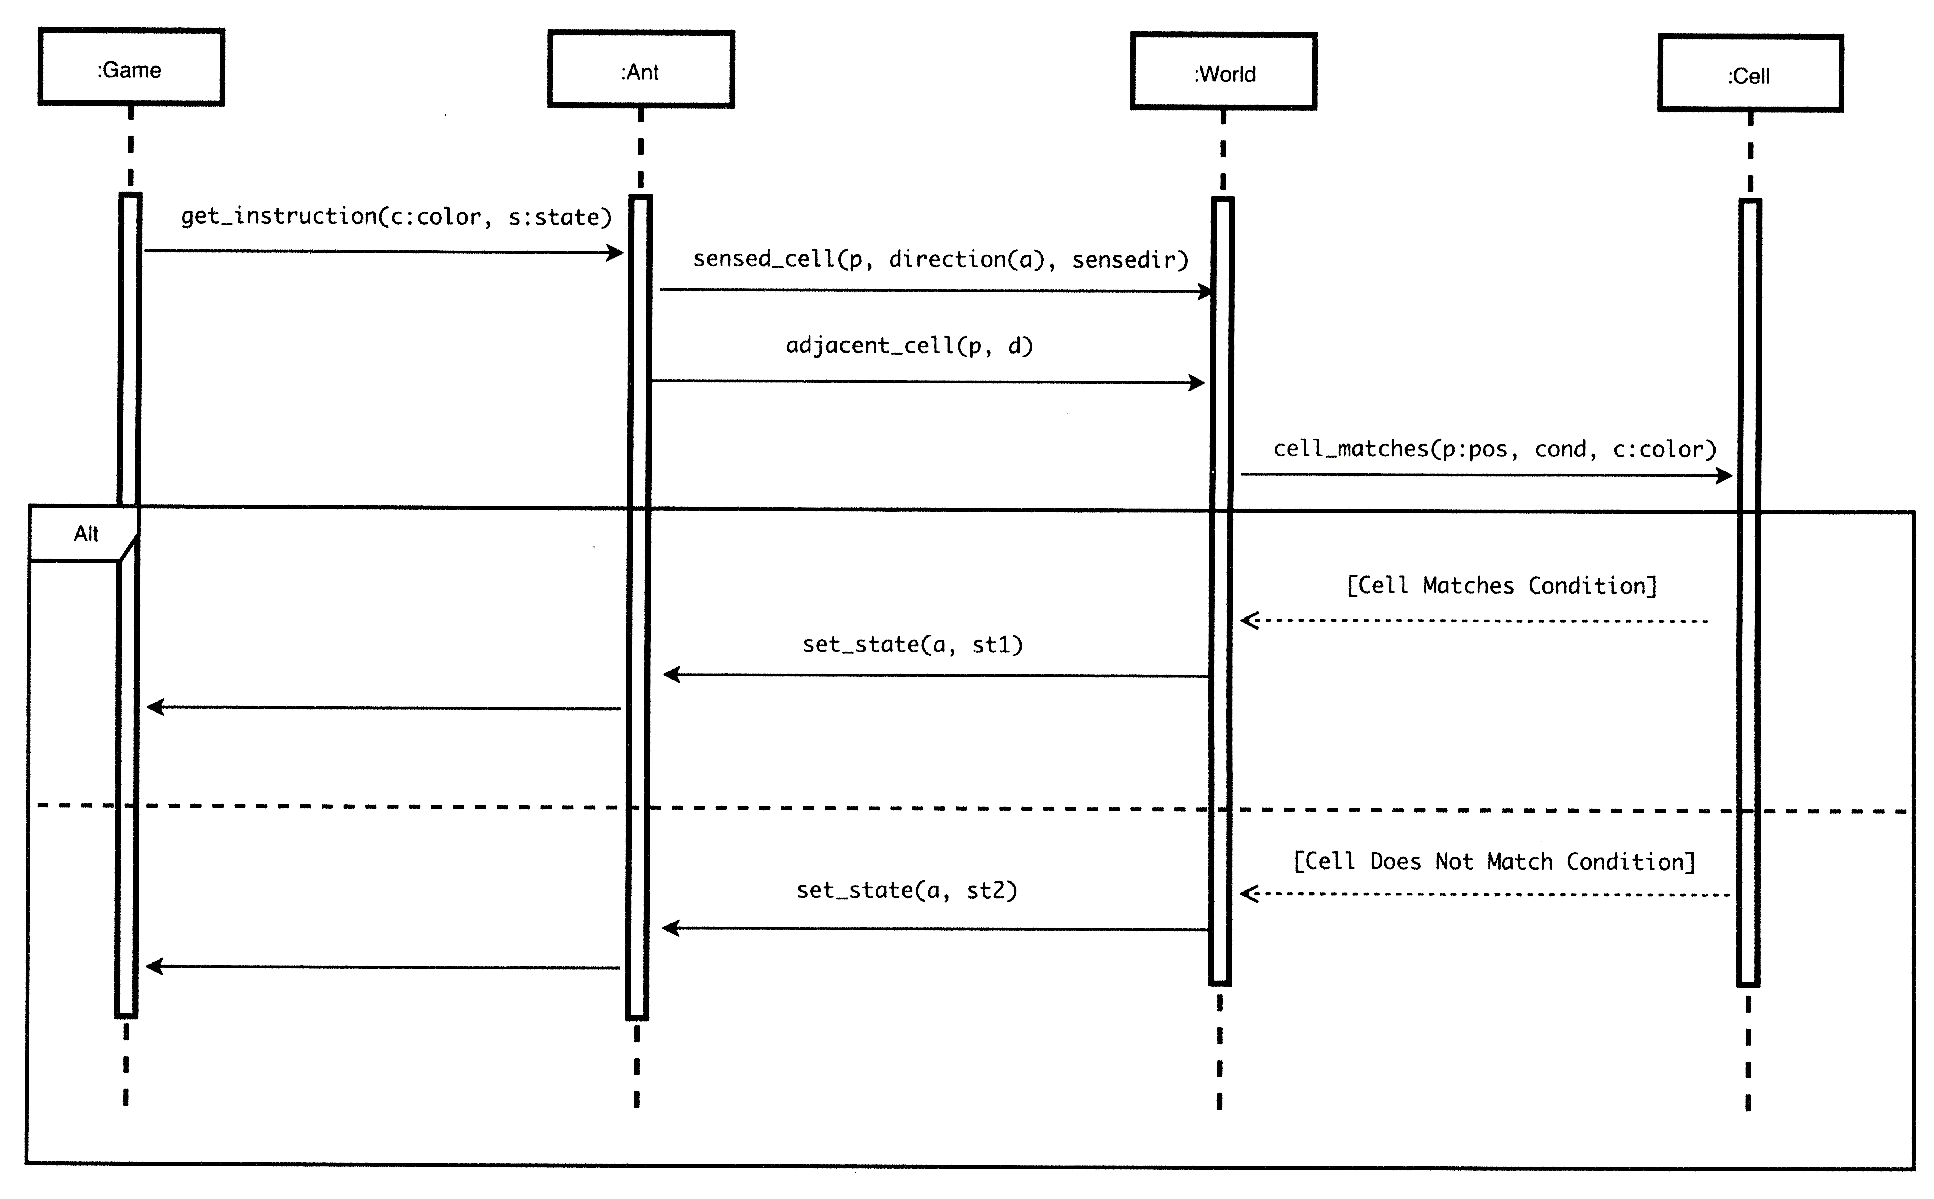 :Game
:Ant
:World
:Cell
get_instruction(c:color, s:state)
sensed_cell(p, direction(a), sensedir)
adjacent_cell(p, d)
cell_matches(p:pos, cond, c:color)
Alt
[Cell Matches Condition]
set_state(a, st1)
[Cell Does Not Match Condition]
set_state(a, st2)